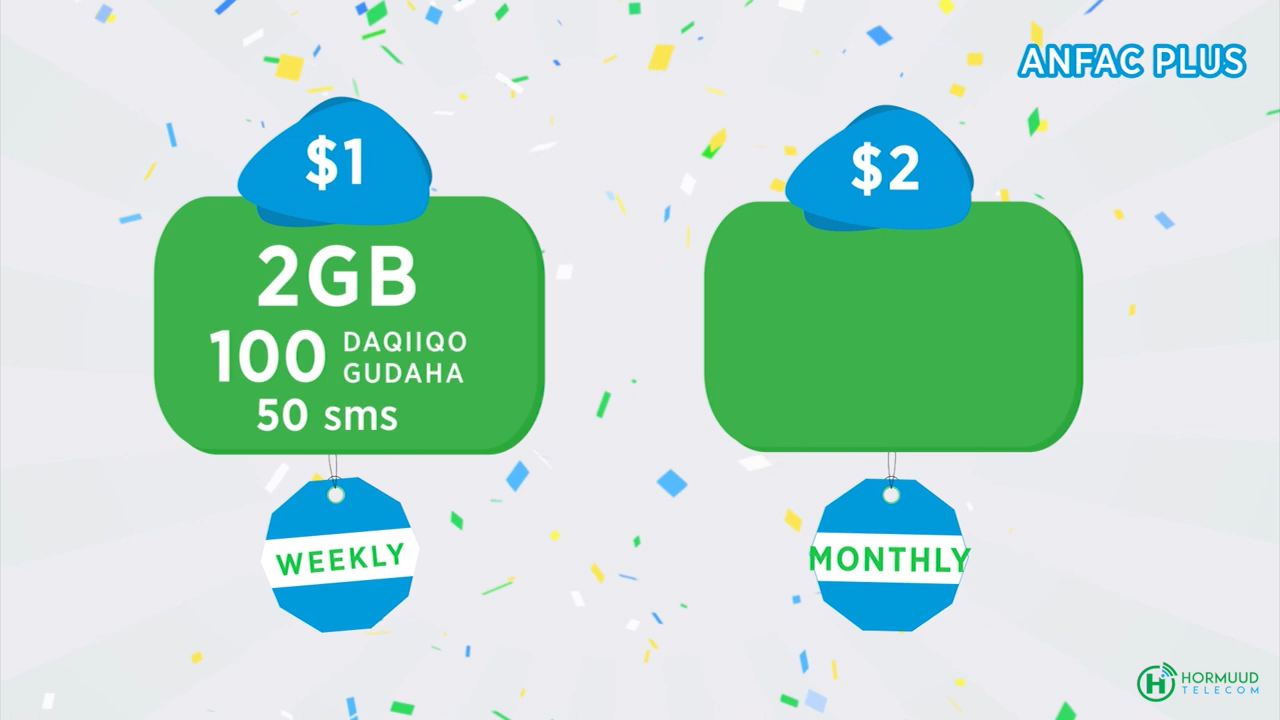 ANFAC PLUS
$1
2GB
100 DAQIIQO
GUDAHA
50 sms
WEEKLY
$2
MONTHLY
HORMUUD
TELECOM